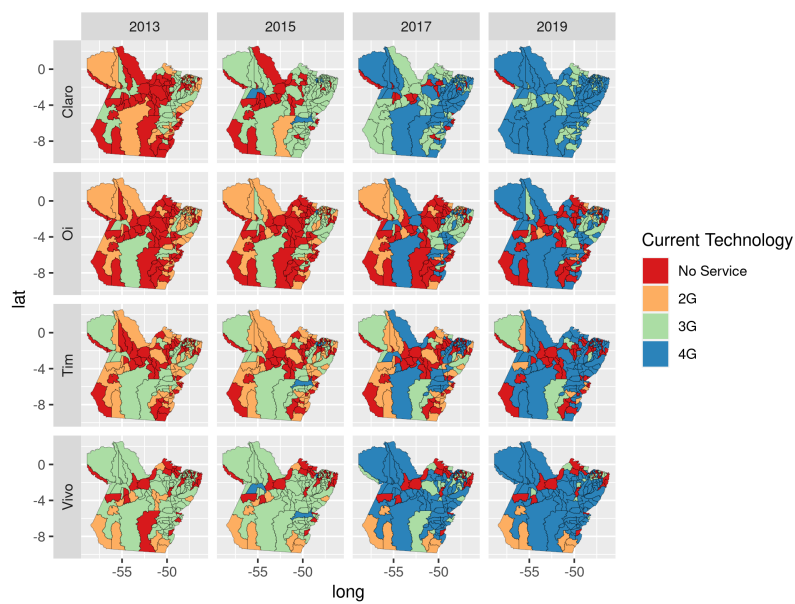 2013 2015 2017 2019
Claro
0
-4
-8
Oi
0
-4
-8
Tim
0
-4
-8
Vivo
0
-4
-8
lat
-55 -50 -55 -50 -55 -50 -55 -50
long
Current Technology
No Service
2G
3G
4G